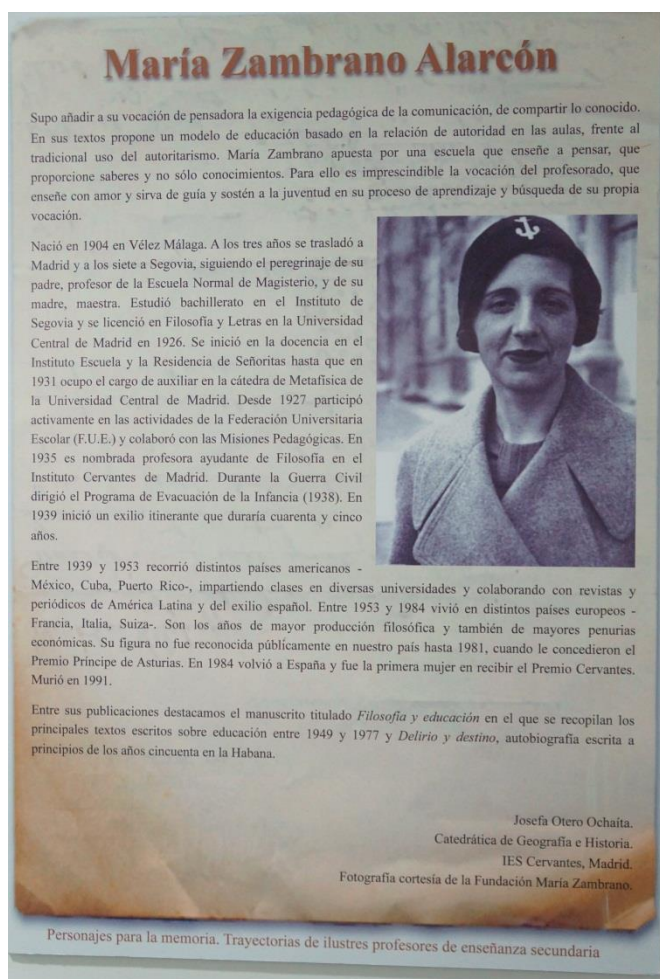 María Zambrano Alarcón
Supo añadir a su vocación de pensadora la exigencia pedagógica de la comunicación, de compartir lo conocido.
En sus textos propone un modelo de educación basado en la relación de autoridad en las aulas, frente al
tradicional uso del autoritarismo. María Zambrano apuesta por una escuela que enseñe a pensar, que
proporcione saberes y no sólo conocimientos. Para ello es imprescindible la vocación del profesorado, que
enseñe con amor y sirva de guía y sostén a la juventud en su proceso de aprendizaje y búsqueda de su propia
vocación.
Nació en 1904 en Vélez Málaga. A los tres años se trasladó a
Madrid y a los siete a Segovia, siguiendo el peregrinaje de su
padre, profesor de la Escuela Normal de Magisterio, y de su
madre, maestra. Estudió bachillerato en el Instituto de
Segovia y se licenció en Filosofía y Letras en la Universidad
Central de Madrid en 1926. Se inició en la docencia en el
Instituto Escuela y la Residencia de Señoritas hasta que en
1931 ocupo el cargo de auxiliar en la cátedra de Metafísica de
la Universidad Central de Madrid. Desde 1927 participó
activamente en las actividades de la Federación Universitaria
Escolar (F.U.E.) y colaboró con las Misiones Pedagógicas. En
1935 es nombrada profesora ayudante de Filosofía en el
Instituto Cervantes de Madrid. Durante la Guerra Civil
dirigió el Programa de Evacuación de la Infancia (1938). En
1939 inició un exilio itinerante que duraría cuarenta y cinco
años.
Entre 1939 y 1953 recorrió distintos países americanos -
México, Cuba, Puerto Rico-, impartiendo clases en diversas universidades y colaborando con revistas y
periódicos de América Latina y del exilio español. Entre 1953 y 1984 vivió en distintos países europeos -
Francia, Italia, Suiza-. Son los años de mayor producción filosófica y también de mayores penurias
económicas. Su figura no fue reconocida públicamente en nuestro país hasta 1981, cuando le concedieron el
Premio Príncipe de Asturias. En 1984 volvió a España y fue la primera mujer en recibir el Premio Cervantes.
Murió en 1991.
Entre sus publicaciones destacamos el manuscrito titulado Filosofía y educación en el que se recopilan los
principales textos escritos sobre educación entre 1949 y 1977 y Delirio y destino, autobiografía escrita a
principios de los años cincuenta en la Habana.
Josefa Otero Ochaíta.
Catedrática de Geografía e Historia.
IES Cervantes, Madrid.
Fotografía cortesía de la Fundación María Zambrano.
Personajes para la memoria. Trayectorias de ilustres profesores de enseñanza secundaria